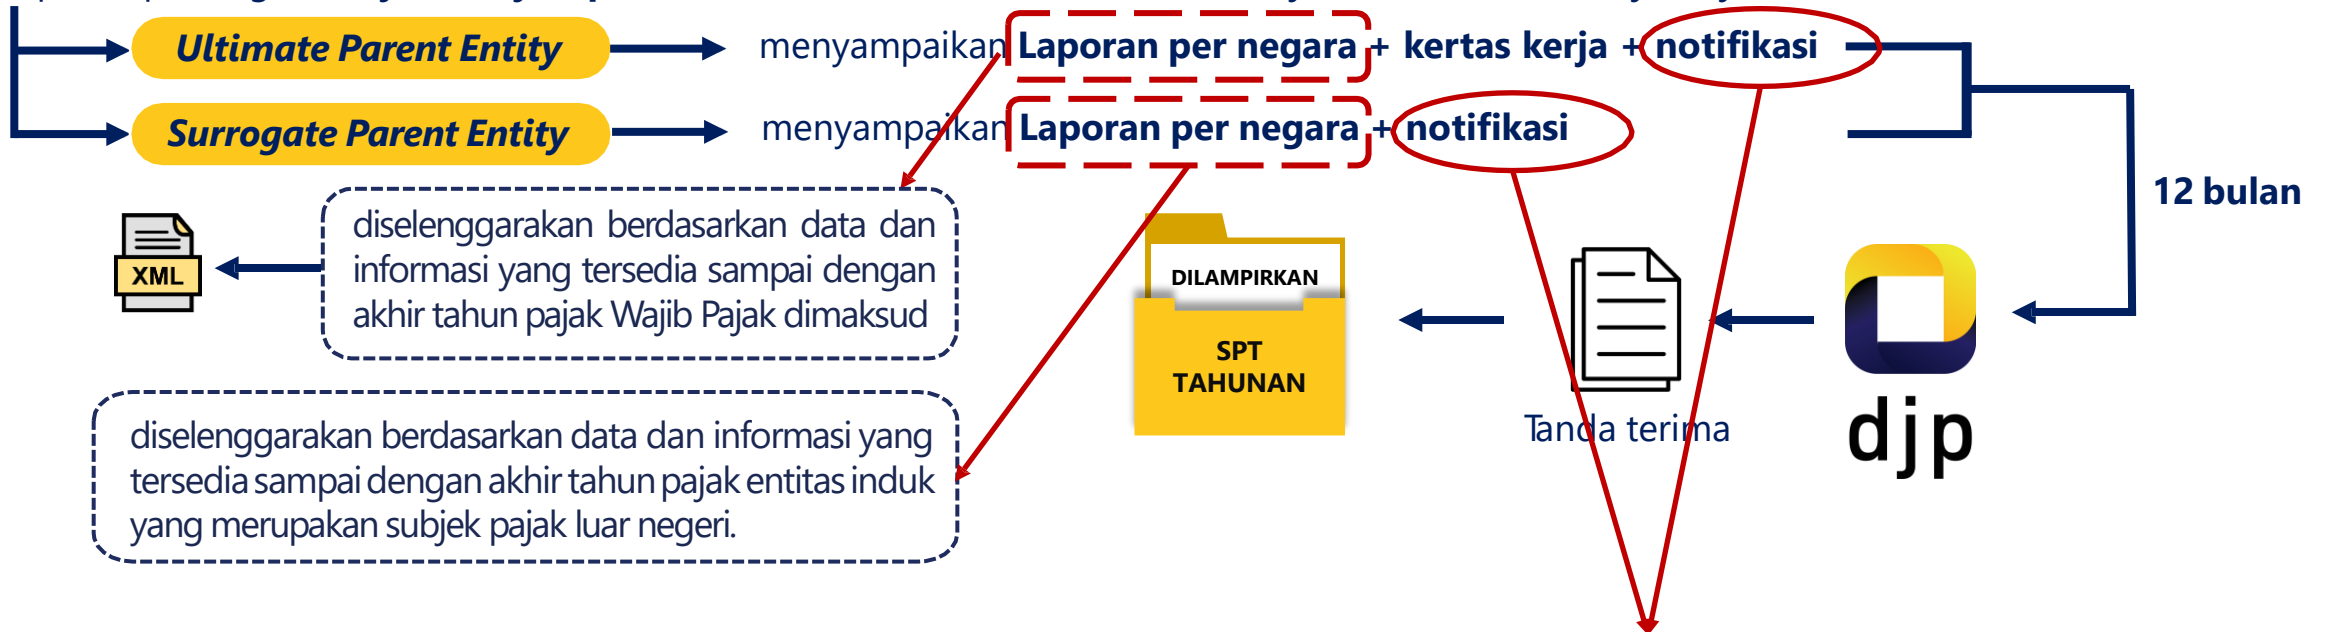 Ultimate Parent Entity
menyampaikan Laporan per negara + kertas kerja + notifikasi
Surrogate Parent Entity
menyampaikan Laporan per negara + notifikasi
12 bulan
diselenggarakan berdasarkan data dan
informasi yang tersedia sampai dengan
akhir tahun pajak Wajib Pajak dimaksud
XML
DILAMPIRKAN
SPT
TAHUNAN
Tanda terima
djp
diselenggarakan berdasarkan data dan informasi yang
tersedia sampai dengan akhir tahun pajak entitas induk
yang merupakan subjek pajak luar negeri.